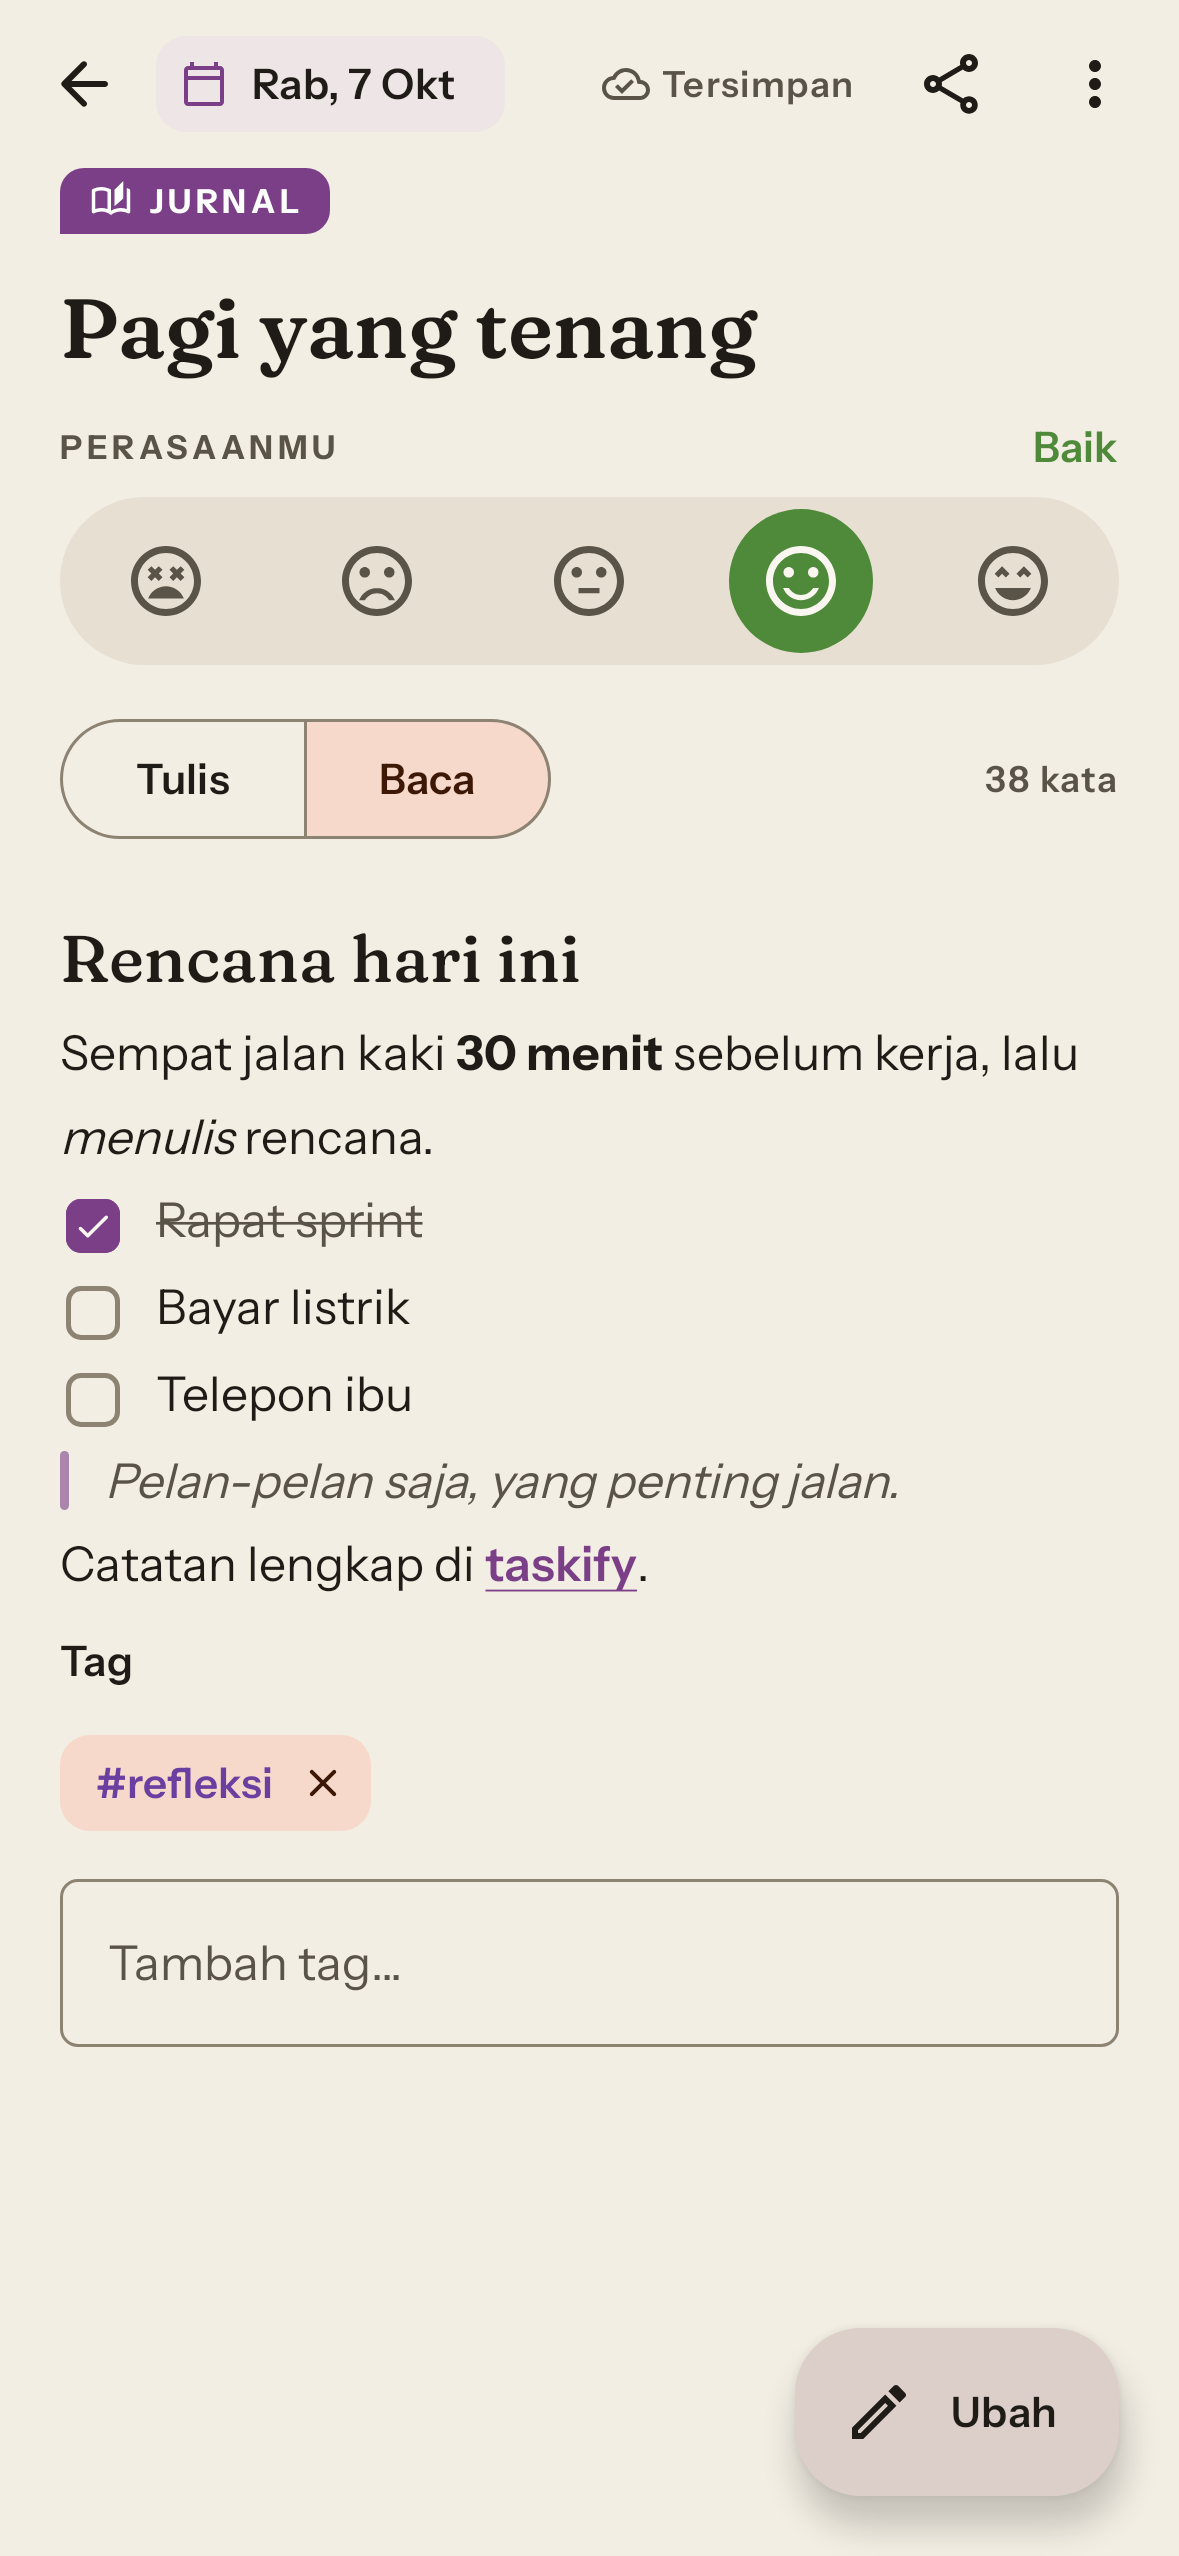 Rab, 7 Okt
Tersimpan
JURNAL
Pagi yang tenang
PERASAANMU
Baik
Tulis
Baca
38 kata
Rencana hari ini
Sempat jalan kaki 30 menit sebelum kerja, lalu
menulis rencana.
Rapat sprint
Bayar listrik
Telepon ibu
Pelan-pelan saja, yang penting jalan.
Catatan lengkap di taskify.
Tag
#refleksi
Tambah tag...
Ubah